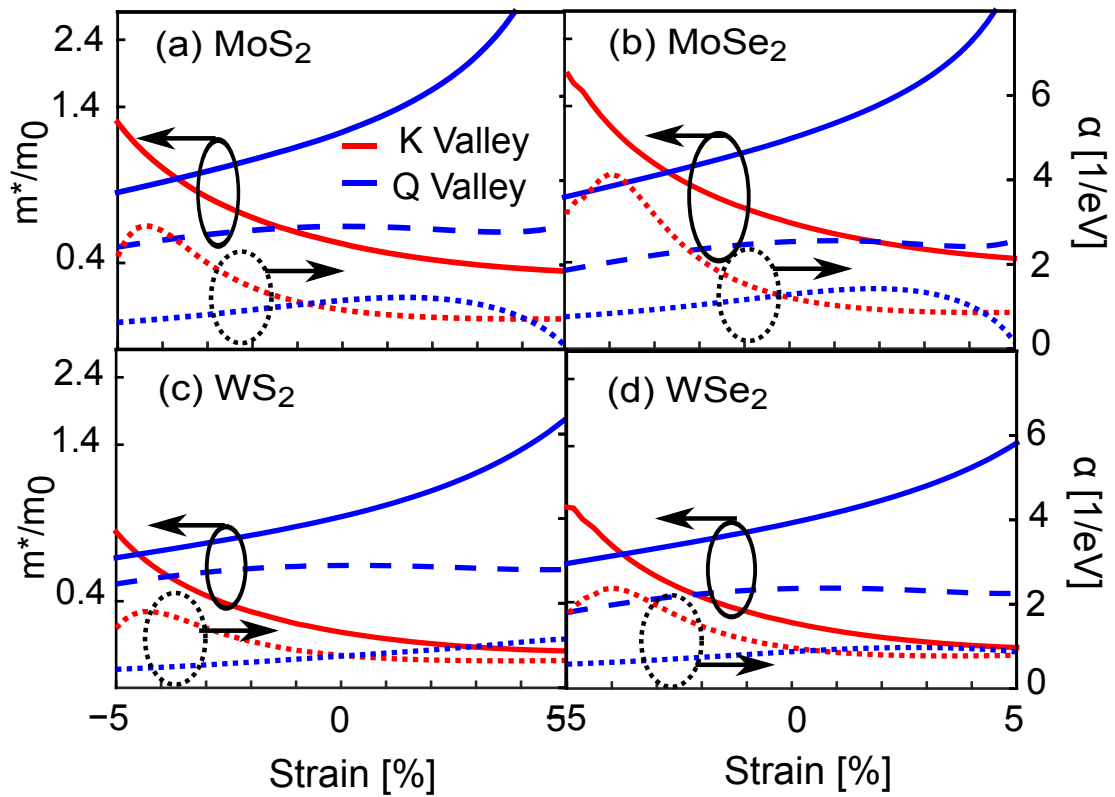 (a) MoS₂
(b) MoSe₂
2.4
1.4
0.4
m*/m₀
K Valley
Q Valley
6
4
2
0
α [1/eV]
(c) WS₂
(d) WSe₂
2.4
1.4
0.4
m*/m₀
6
4
2
0
α [1/eV]
−5
0
5
−5
0
5
Strain [%]
Strain [%]